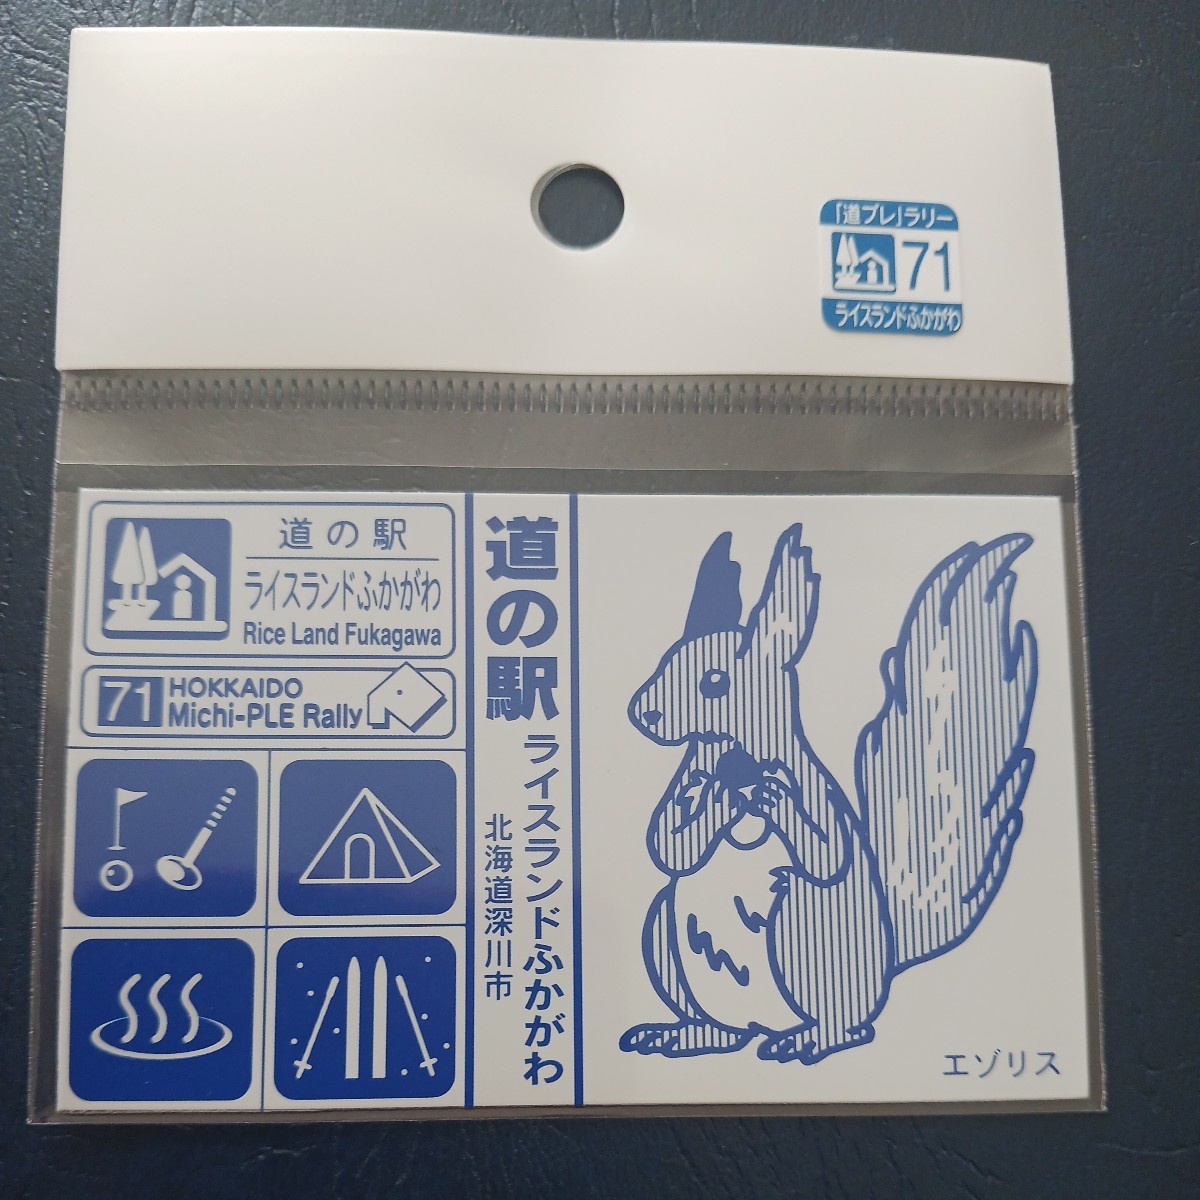 「道プレ」ラリー
71
ライスランドふかがわ
道の駅
ライスランドふかがわ
Rice Land Fukagawa
71 HOKKAIDO
Michi-PLE Rally
道の駅
ライスランドふかがわ
北海道深川市
エゾリス